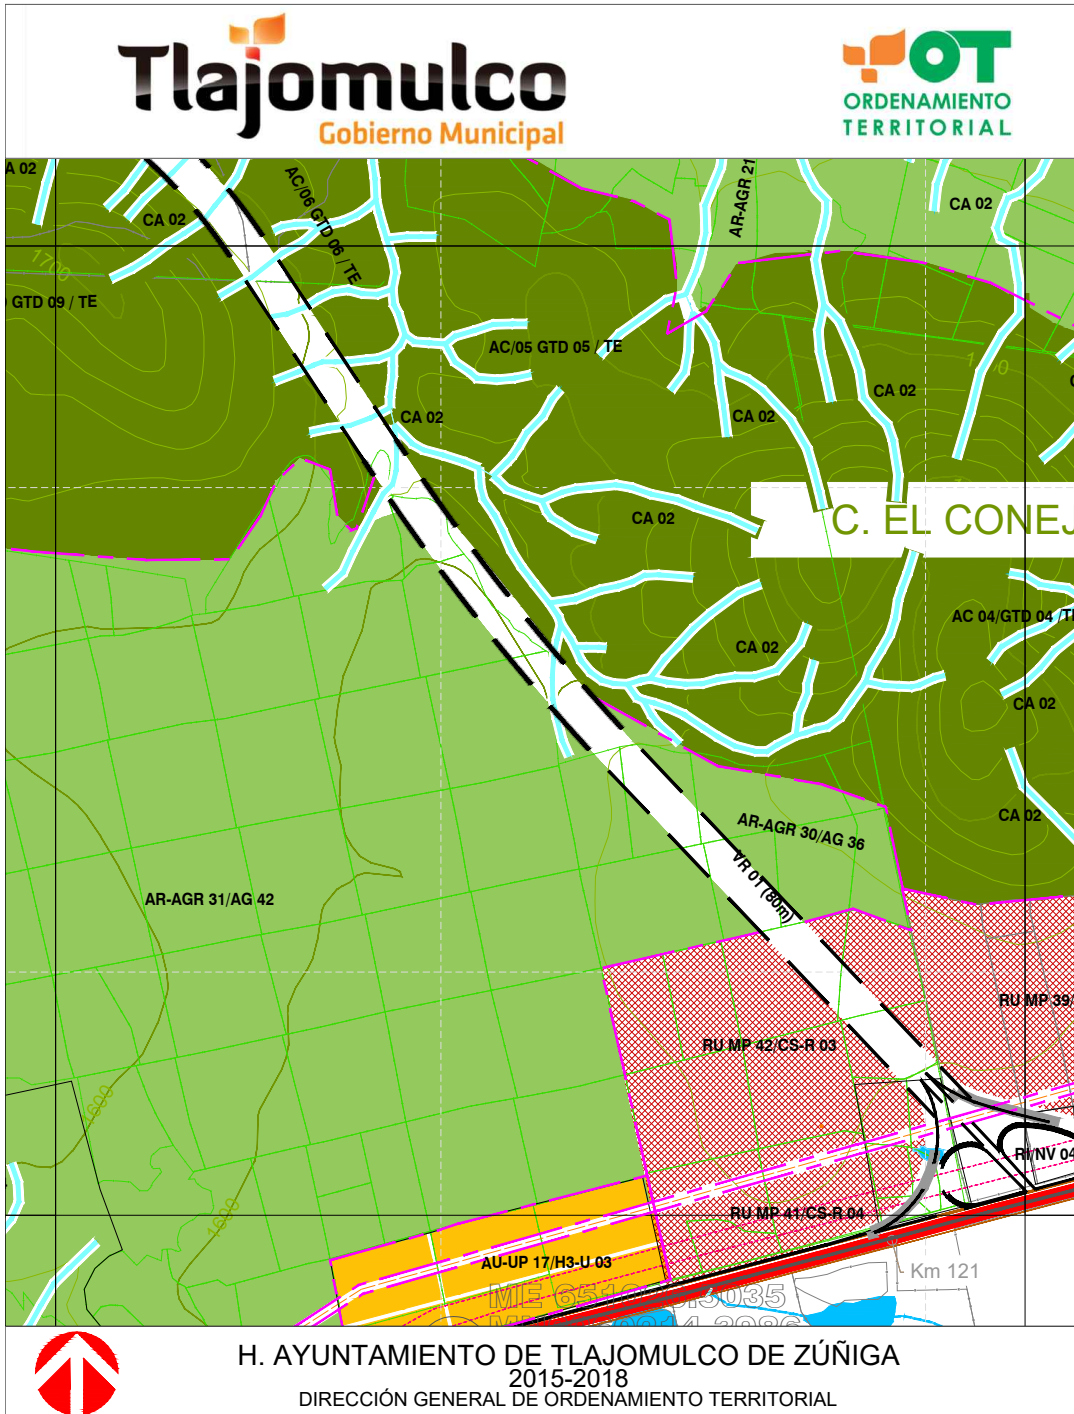 Tlajomulco
Gobierno Municipal
OT
ORDENAMIENTO
TERRITORIAL
A 02
CA 02
AC/06 GTD 06 / TE
AR-AGR 21
CA 02
1700
GTD 09 / TE
AC/05 GTD 05 / TE
CA 02
CA 02
CA 02
CA 02
C. EL CONEJ
AC 04/GTD 04 /T
CA 02
CA 02
CA 02
AR-AGR 30/AG 36
VR 01 (80m)
AR-AGR 31/AG 42
RU MP 39/
RU MP 42/CS-R 03
1600
RI/NV 04
1600
RU MP 41/CS-R 04
AU-UP 17/H3-U 03
Km 121
H. AYUNTAMIENTO DE TLAJOMULCO DE ZÚÑIGA
2015-2018
DIRECCIÓN GENERAL DE ORDENAMIENTO TERRITORIAL